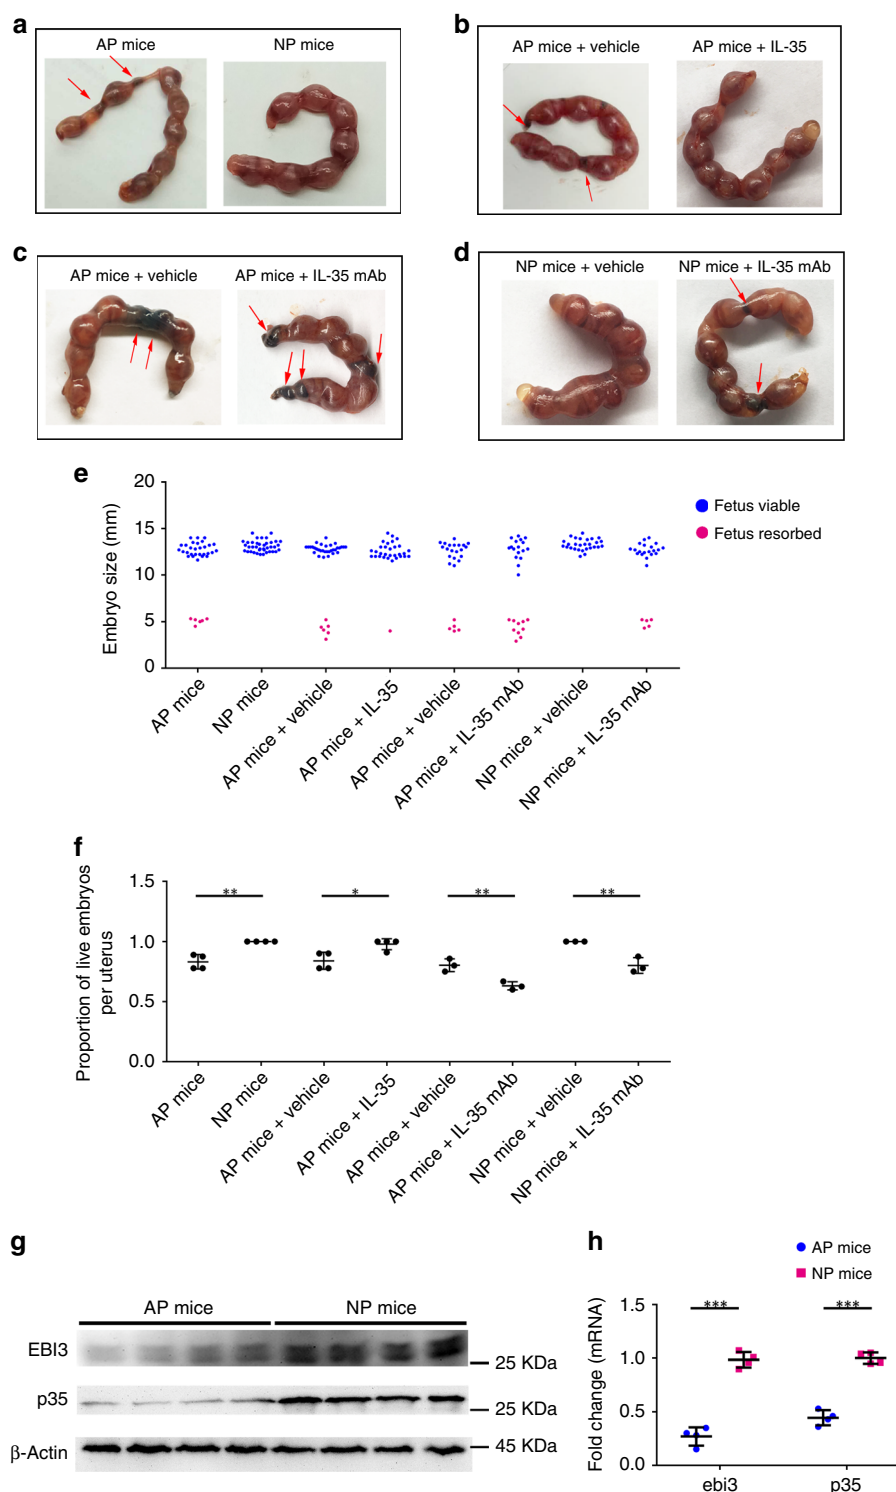 a
AP mice
NP mice
b
AP mice + vehicle
AP mice + IL-35
c
AP mice + vehicle
AP mice + IL-35 mAb
d
NP mice + vehicle
NP mice + IL-35 mAb
e
Embryo size (mm)
20
15
10
5
0
Fetus viable
Fetus resorbed
AP mice
NP mice
AP mice + vehicle
AP mice + IL-35
AP mice + vehicle
AP mice + IL-35 mAb
NP mice + vehicle
NP mice + IL-35 mAb
f
Proportion of live embryos
per uterus
1.5
1.0
0.5
0.0
**
*
**
**
AP mice
NP mice
AP mice + vehicle
AP mice + IL-35
AP mice + vehicle
AP mice + IL-35 mAb
NP mice + vehicle
NP mice + IL-35 mAb
g
AP mice
NP mice
EBI3
25 KDa
p35
25 KDa
β-Actin
45 KDa
h
AP mice
NP mice
Fold change (mRNA)
1.5
1.0
0.5
0.0
***
***
ebi3
p35